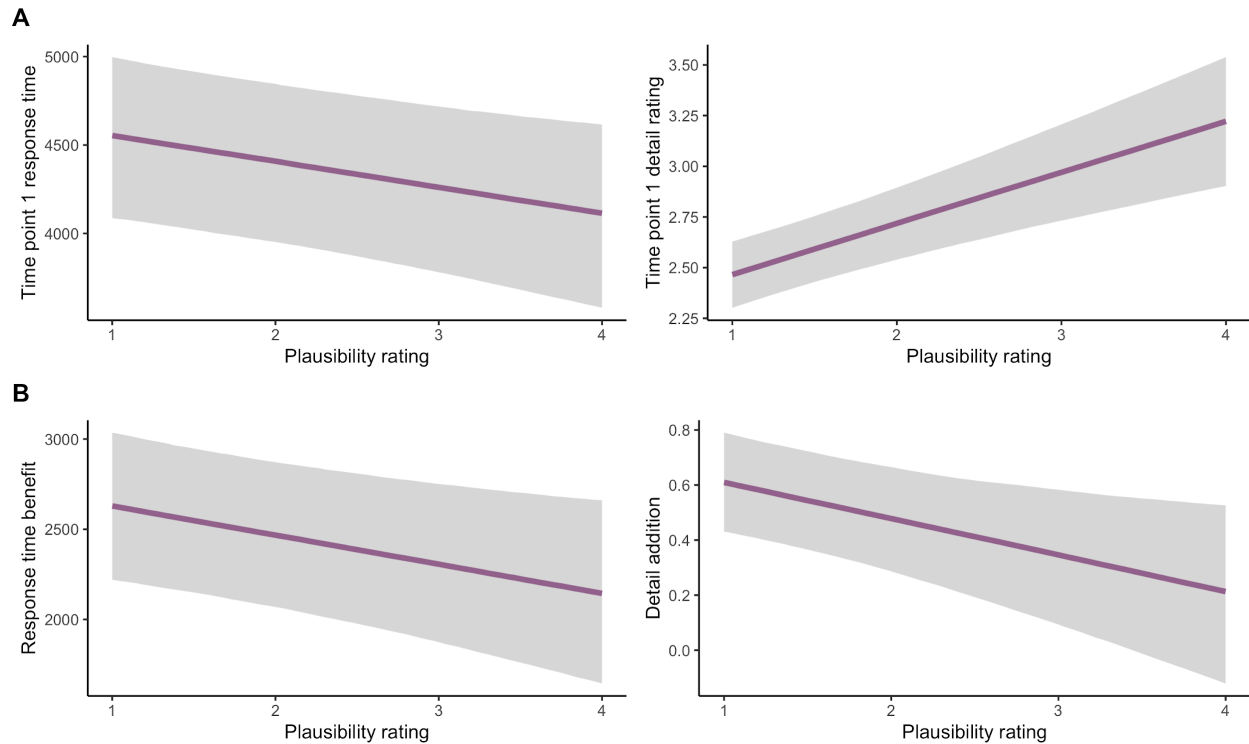 A
Time point 1 response time
5000
4500
4000
1 2 3 4
Plausibility rating
Time point 1 detail rating
3.50
3.25
3.00
2.75
2.50
2.25
1 2 3 4
Plausibility rating
B
Response time benefit
3000
2500
2000
1 2 3 4
Plausibility rating
Detail addition
0.8
0.6
0.4
0.2
0.0
1 2 3 4
Plausibility rating